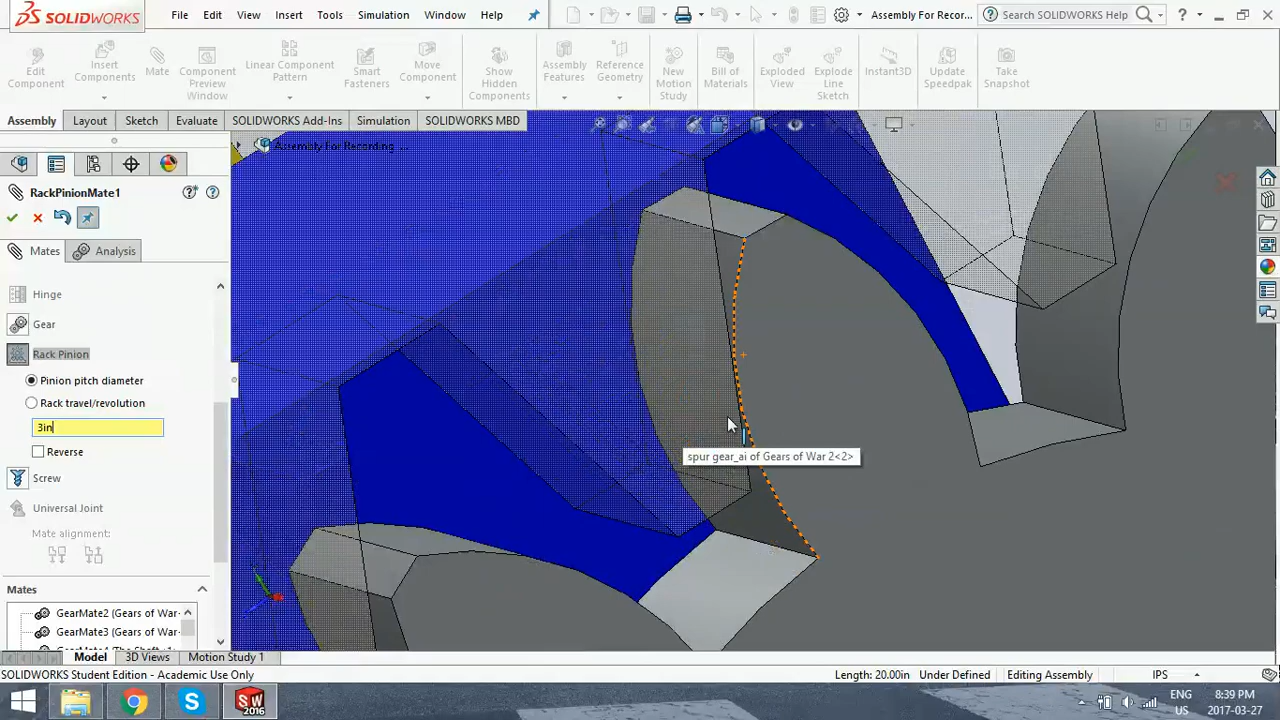 SOLIDWORKS File Edit View Insert Tools Simulation Window Help Assembly For Recor... Search SOLIDWORKS Help
Edit Component
Insert Components
Mate
Component Preview Window
Linear Component Pattern
Smart Fasteners
Move Component
Show Hidden Components
Assembly Features
Reference Geometry
New Motion Study
Bill of Materials
Exploded View
Explode Line Sketch
Instant3D
Update Speedpak
Take Snapshot
Assembly Layout Sketch Evaluate SOLIDWORKS Add-Ins Simulation SOLIDWORKS MBD
Assembly For Recording ...
RackPinionMate1
Mates Analysis
Hinge
Gear
Rack Pinion
Pinion pitch diameter
Rack travel/revolution
3in
Reverse
Screw
Universal Joint
Mate alignment:
Mates
GearMate2 (Gears of War-
GearMate3 (Gears of War-
spur gear_ai of Gears of War 2<2>
Model 3D Views Motion Study 1
SOLIDWORKS Student Edition - Academic Use Only Length: 20.00in Under Defined Editing Assembly IPS
SW 2016
ENG US
8:39 PM
2017-03-27